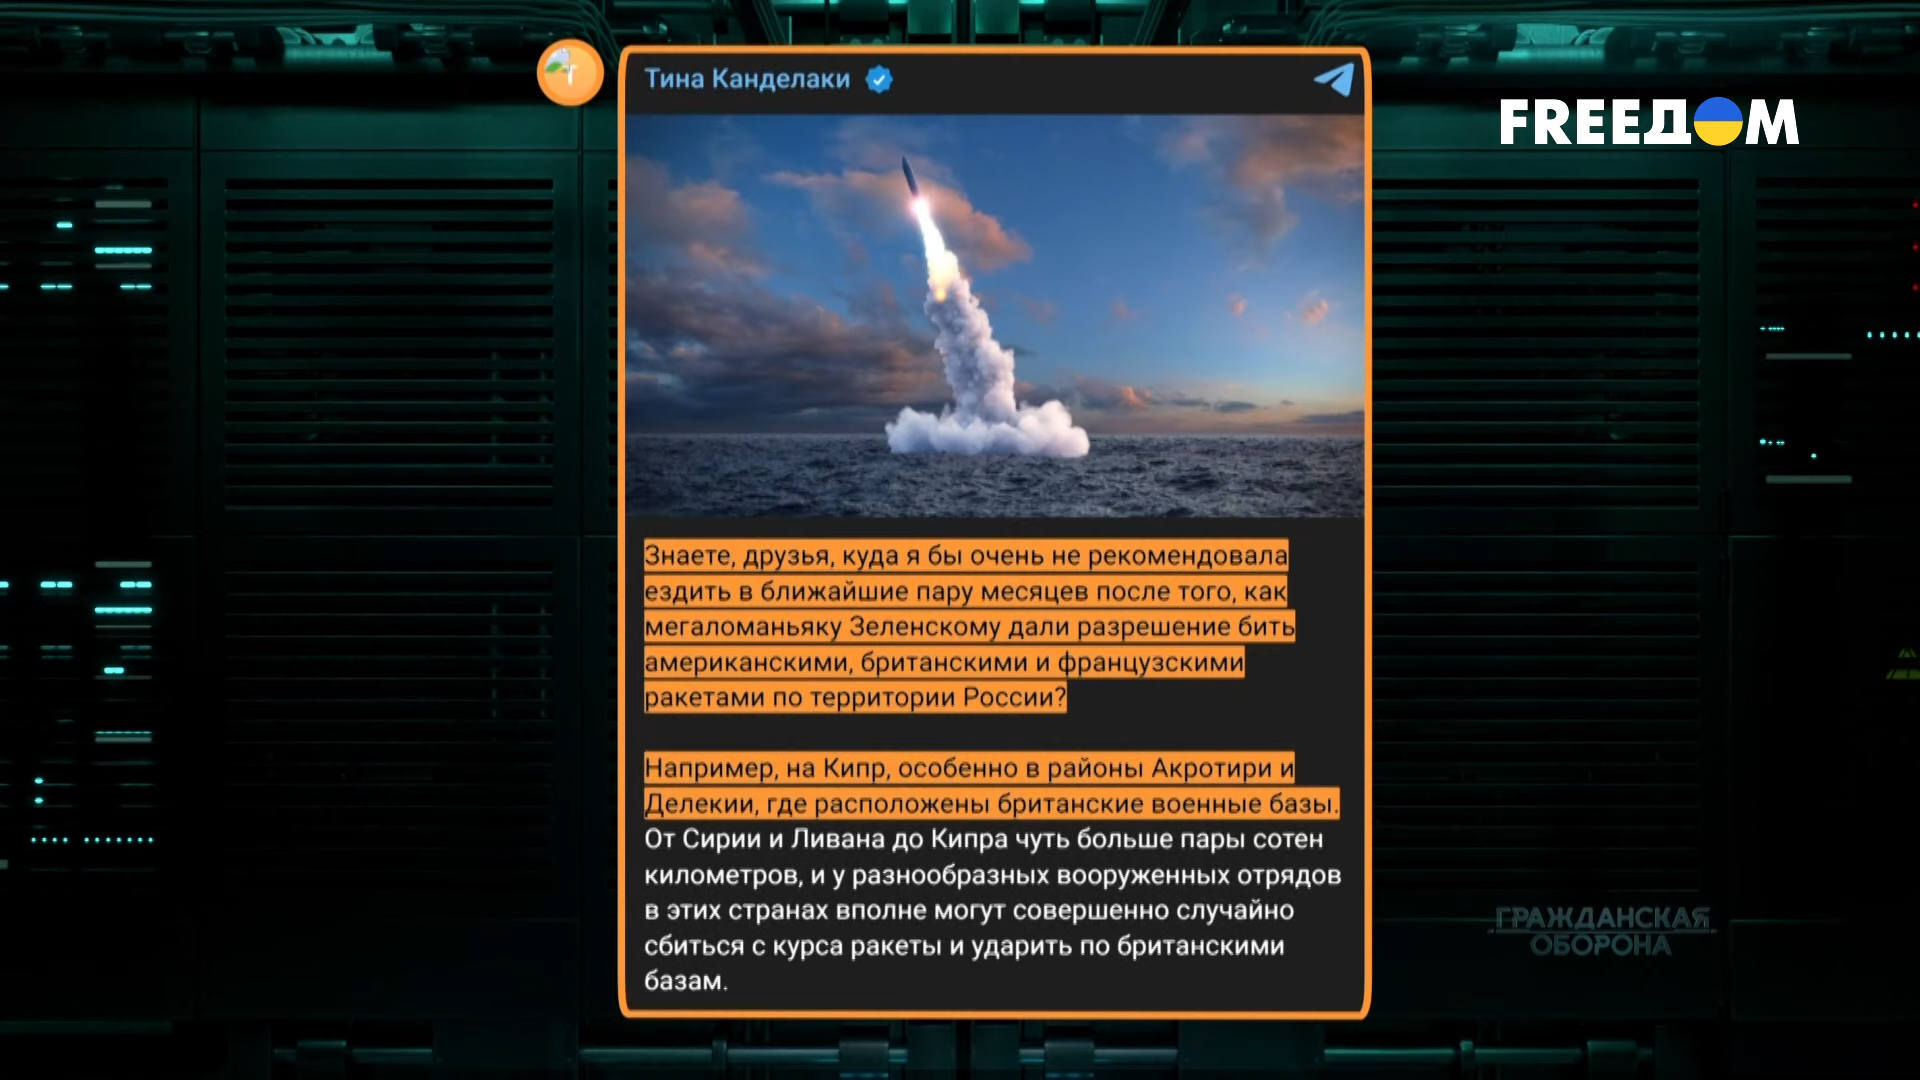 Тина Канделаки
FREEДОМ
Знаете, друзья, куда я бы очень не рекомендовала
ездить в ближайшие пару месяцев после того, как
мегаломаньяку Зеленскому дали разрешение бить
американскими, британскими и французскими
ракетами по территории России?
Например, на Кипр, особенно в районы Акротири и
Делекии, где расположены британские военные базы.
От Сирии и Ливана до Кипра чуть больше пары сотен
километров, и у разнообразных вооруженных отрядов
в этих странах вполне могут совершенно случайно
сбиться с курса ракеты и ударить по британскими
базам.
ГРАЖДАНСКАЯ
ОБОРОНА